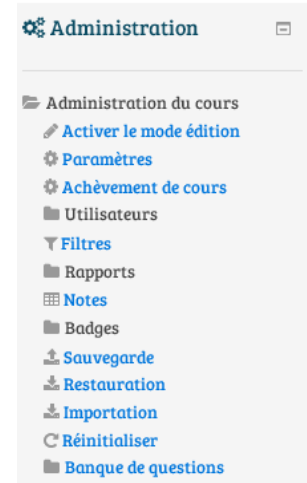 Administration
Administration du cours
Activer le mode édition
Paramètres
Achèvement de cours
Utilisateurs
Filtres
Rapports
Notes
Badges
Sauvegarde
Restauration
Importation
Réinitialiser
Banque de questions